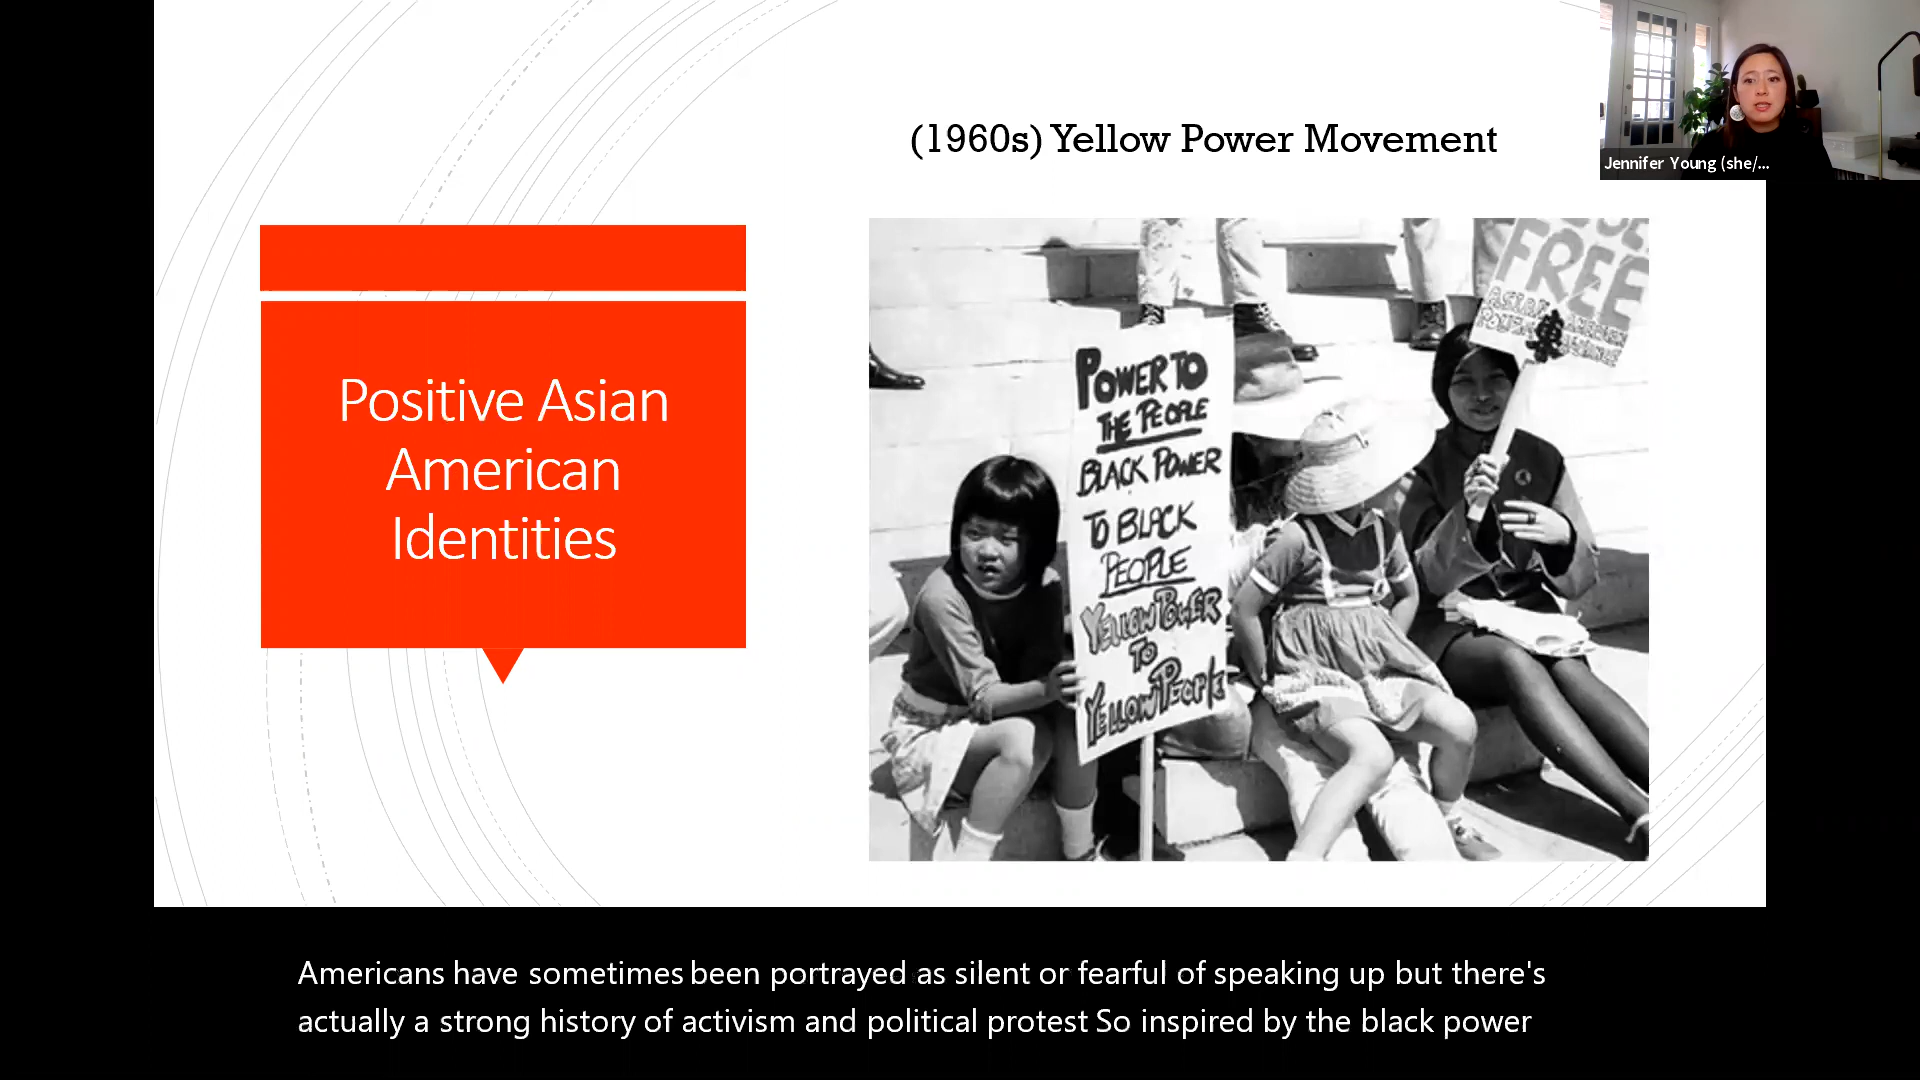 (1960s) Yellow Power Movement
Jennifer Young (she/...
Positive Asian
American
Identities
POWER TO
THE PEOPLE
BLACK POWER
TO BLACK
PEOPLE
YELLOW POWER
TO
YELLOW PEOPLE
FREE
ASIAN
POWER
Americans have sometimes been portrayed as silent or fearful of speaking up but there's
actually a strong history of activism and political protest So inspired by the black power